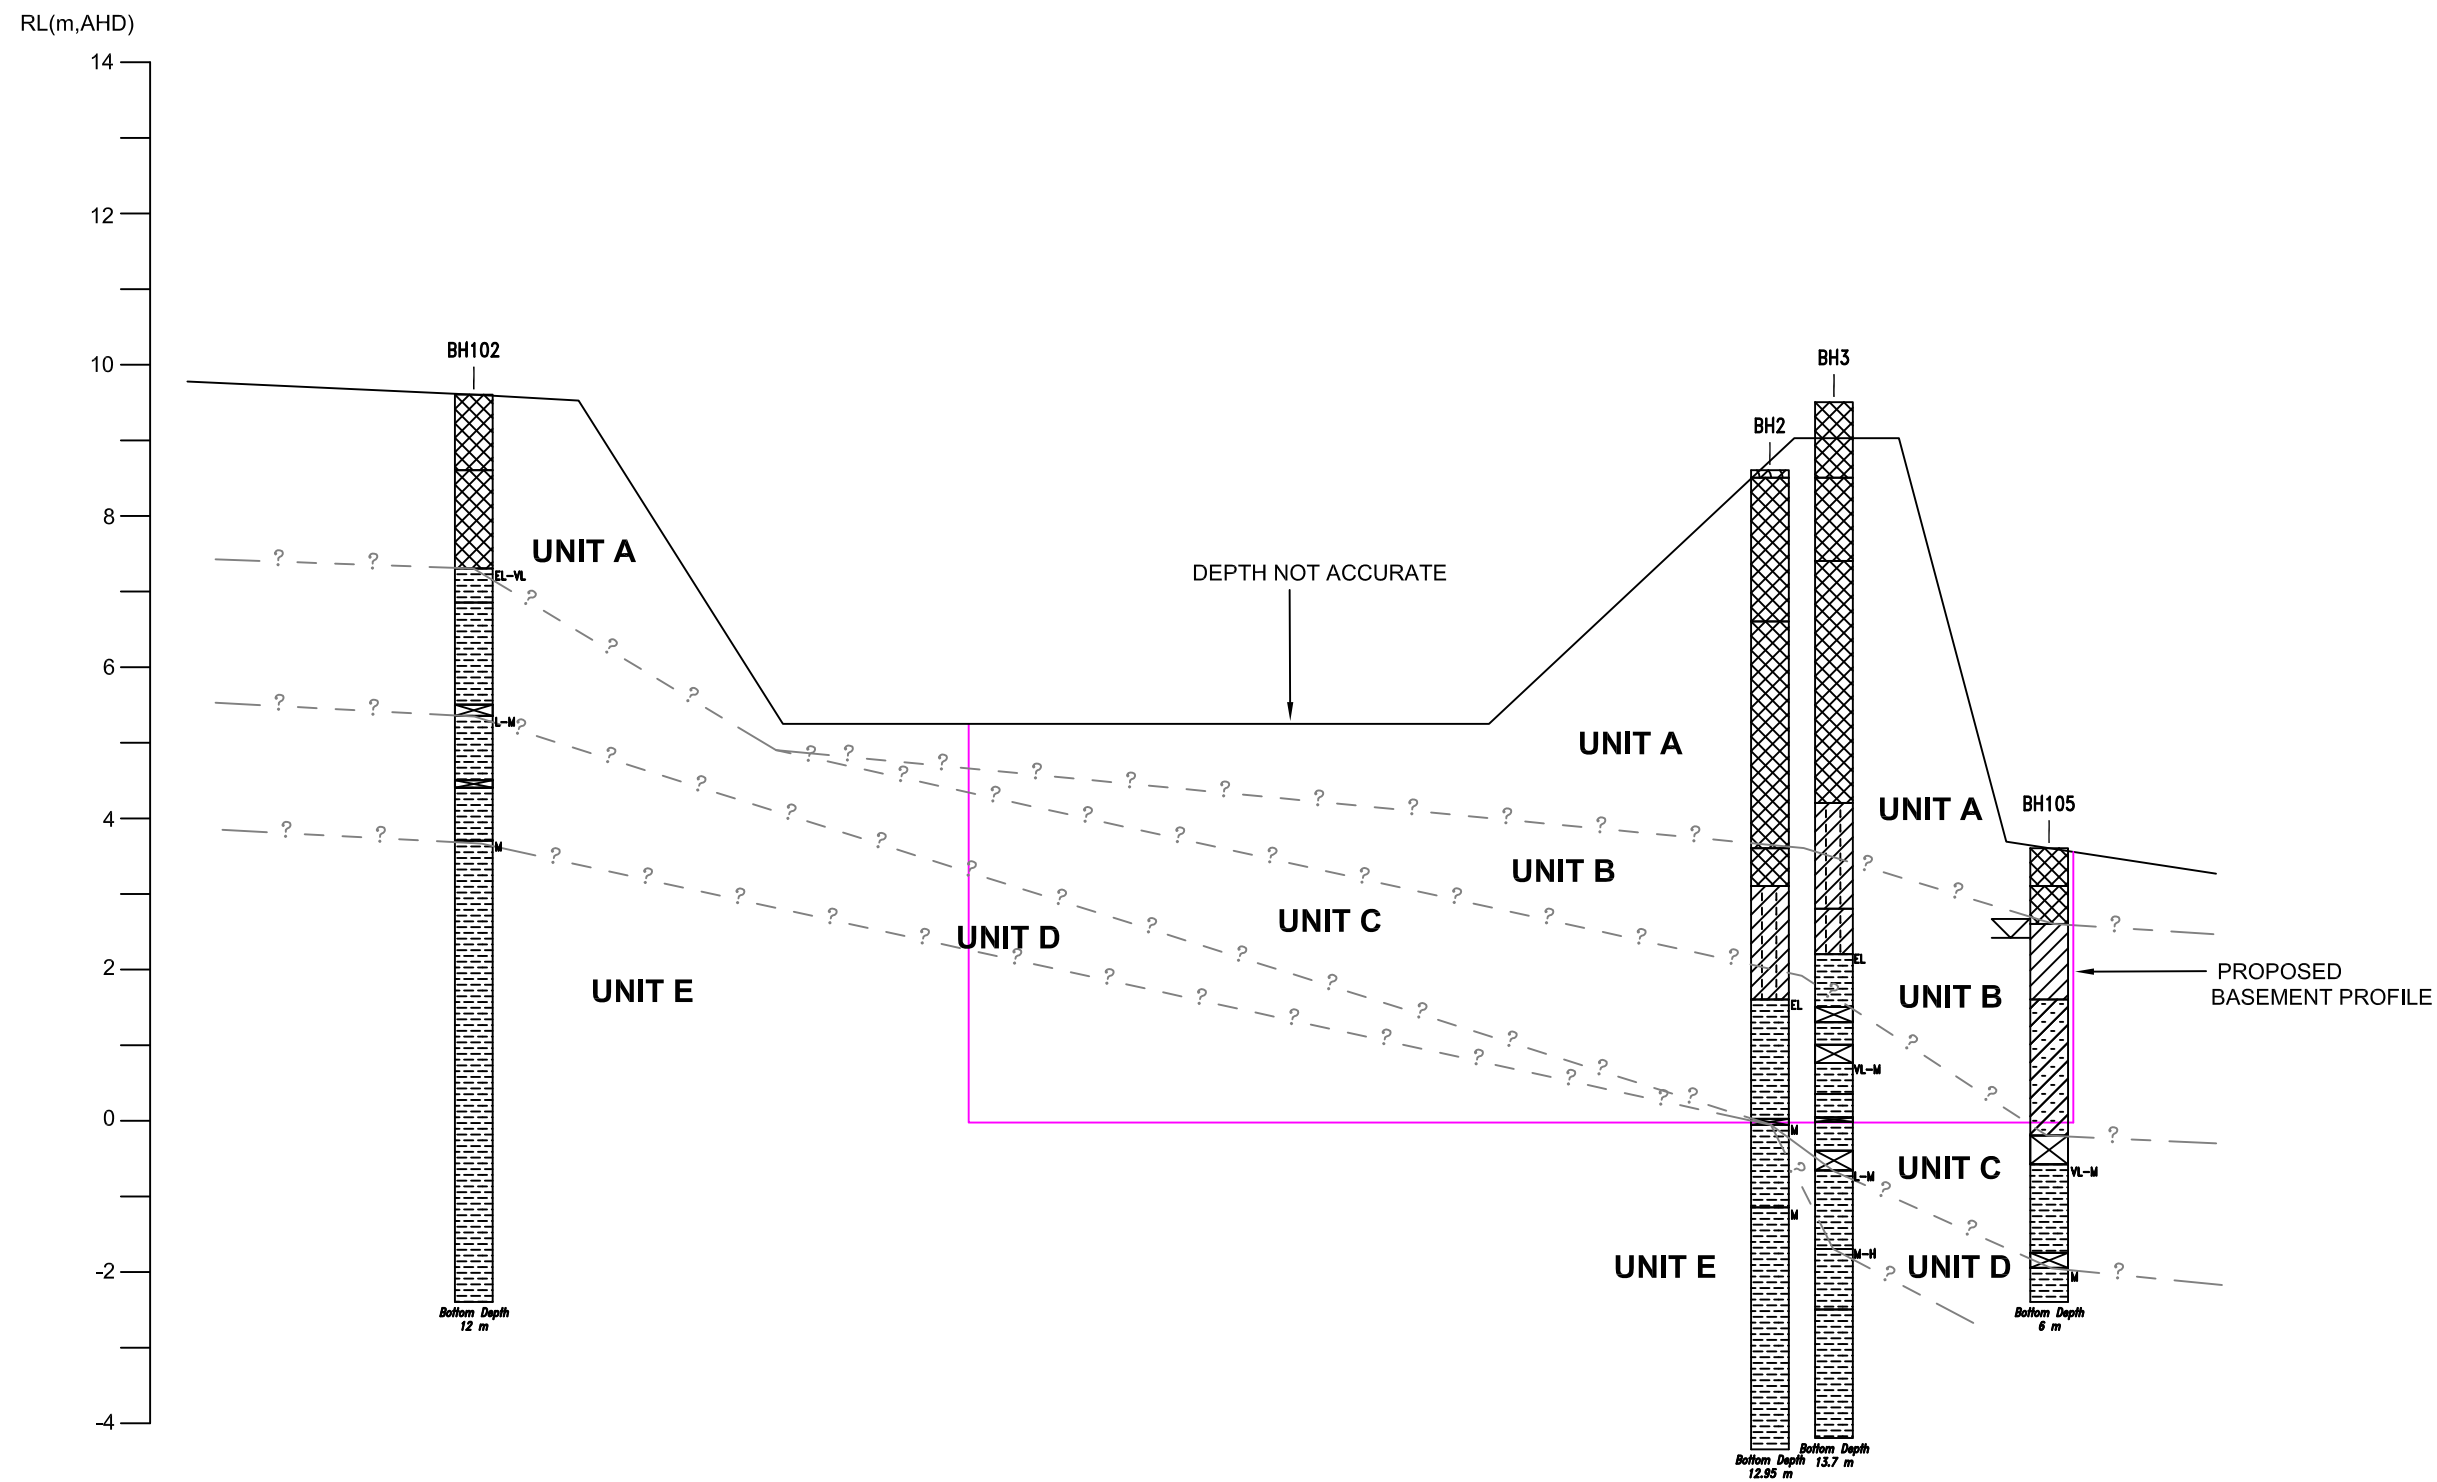 RL(m,AHD)
14
12
10
8
6
4
2
0
-2
-4
BH102
BH3
BH2
BH105
UNIT A
EL-VL
DEPTH NOT ACCURATE
L-M
UNIT A
UNIT A
M
UNIT B
UNIT C
UNIT D
UNIT E
EL
EL
UNIT B
PROPOSED
BASEMENT PROFILE
VL-M
M
L-M
UNIT C
VL-M
M
M-H
UNIT E
UNIT D
M
Bottom Depth
12 m
Bottom Depth
6 m
Bottom Depth
13.7 m
Bottom Depth
12.95 m
? ? ? ? ? ? ? ? ? ? ? ? ? ? ? ? ? ?